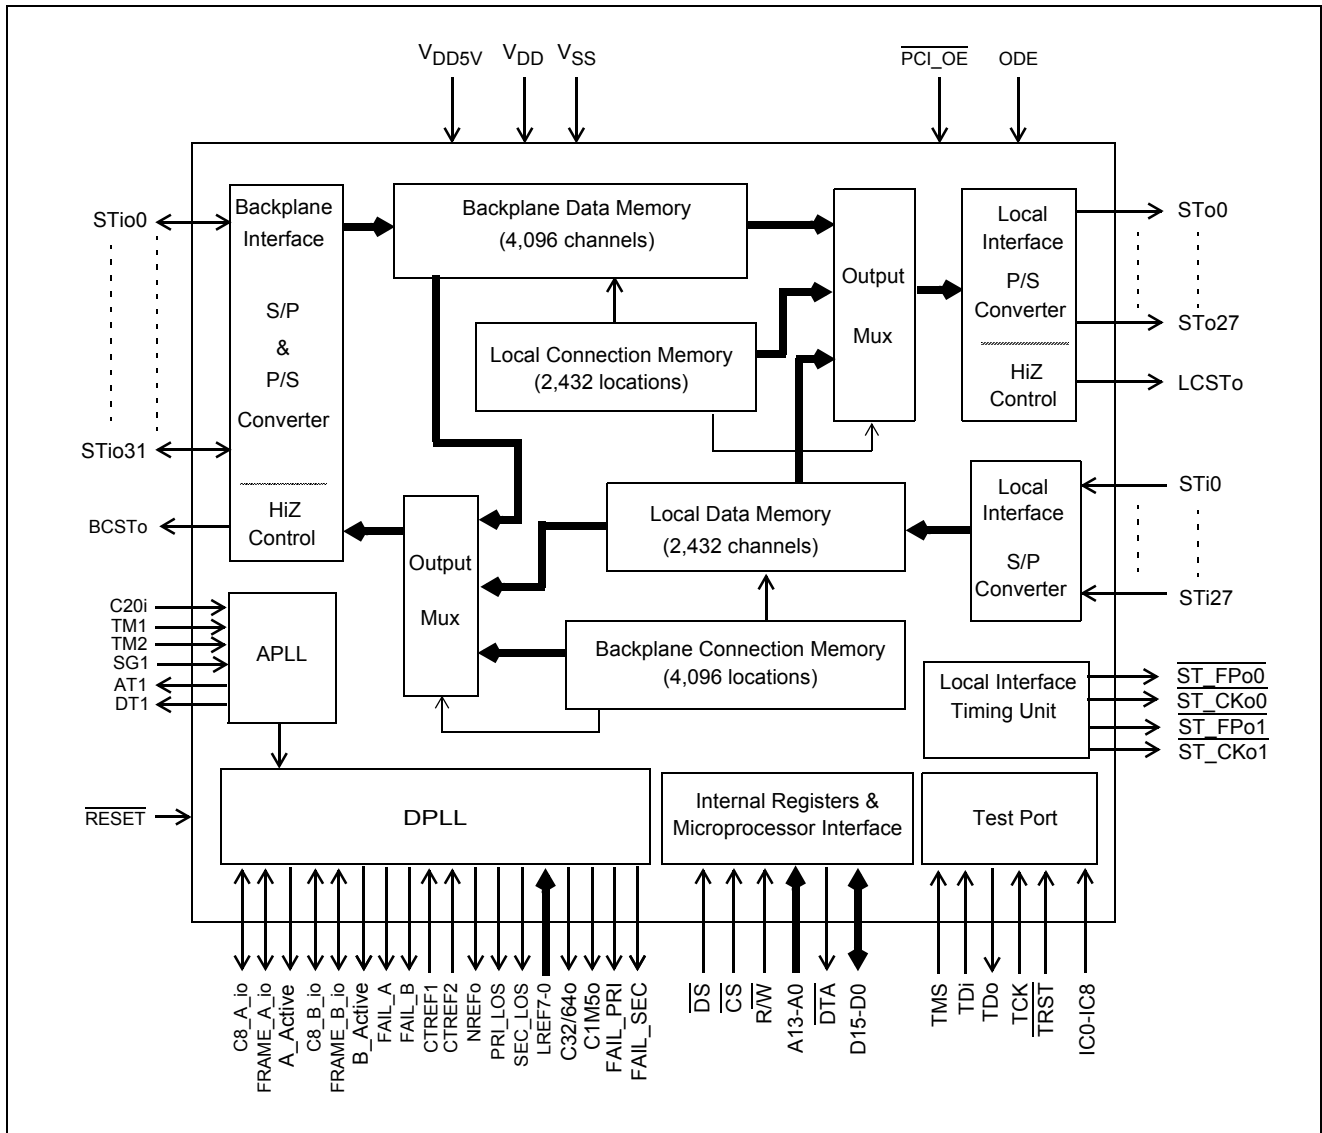 VDD5V VDD VSS PCI_OE ODE
STio0
STio31
BCSTo
Backplane
Interface
S/P
&
P/S
Converter
HiZ
Control
Backplane Data Memory
(4,096 channels)
Local Connection Memory
(2,432 locations)
Output
Mux
Local
Interface
P/S
Converter
HiZ
Control
STo0
STo27
LCSTo
Output
Mux
Local Data Memory
(2,432 channels)
Backplane Connection Memory
(4,096 locations)
Local
Interface
S/P
Converter
STi0
STi27
C20i
TM1
TM2
SG1
AT1
DT1
APLL
Local Interface
Timing Unit
ST_FPo0
ST_CKo0
ST_FPo1
ST_CKo1
RESET
DPLL
Internal Registers &
Microprocessor Interface
Test Port
C8_A_io
FRAME_A_io
A_Active
C8_B_io
FRAME_B_io
B_Active
FAIL_A
FAIL_B
CTREF1
CTREF2
NREFo
PRI_LOS
SEC_LOS
LREF7-0
C32/64o
C1M5o
FAIL_PRI
FAIL_SEC
DS
CS
R/W
A13-A0
DTA
D15-D0
TMS
TDi
TDo
TCK
TRST
IC0-IC8